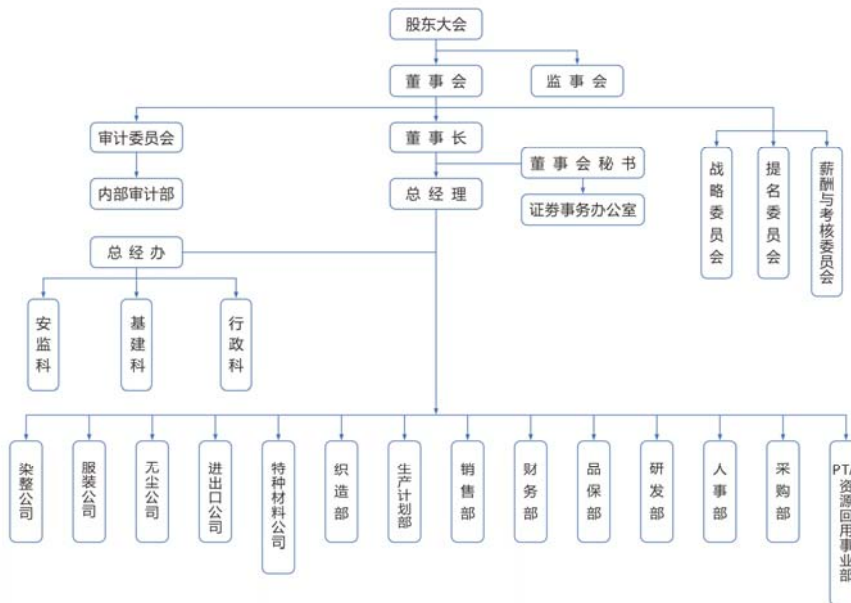 股东大会
董事会
监事会
审计委员会
董事长
董事会秘书
内部审计部
总经理
证券事务办公室
战略委员会
提名委员会
薪酬与考核委员会
总经办
安监科
基建科
行政科
染整公司
服装公司
无尘公司
进出口公司
特种材料公司
织造部
生产计划部
销售部
财务部
品保部
研发部
人事部
采购部
资源回用事业部